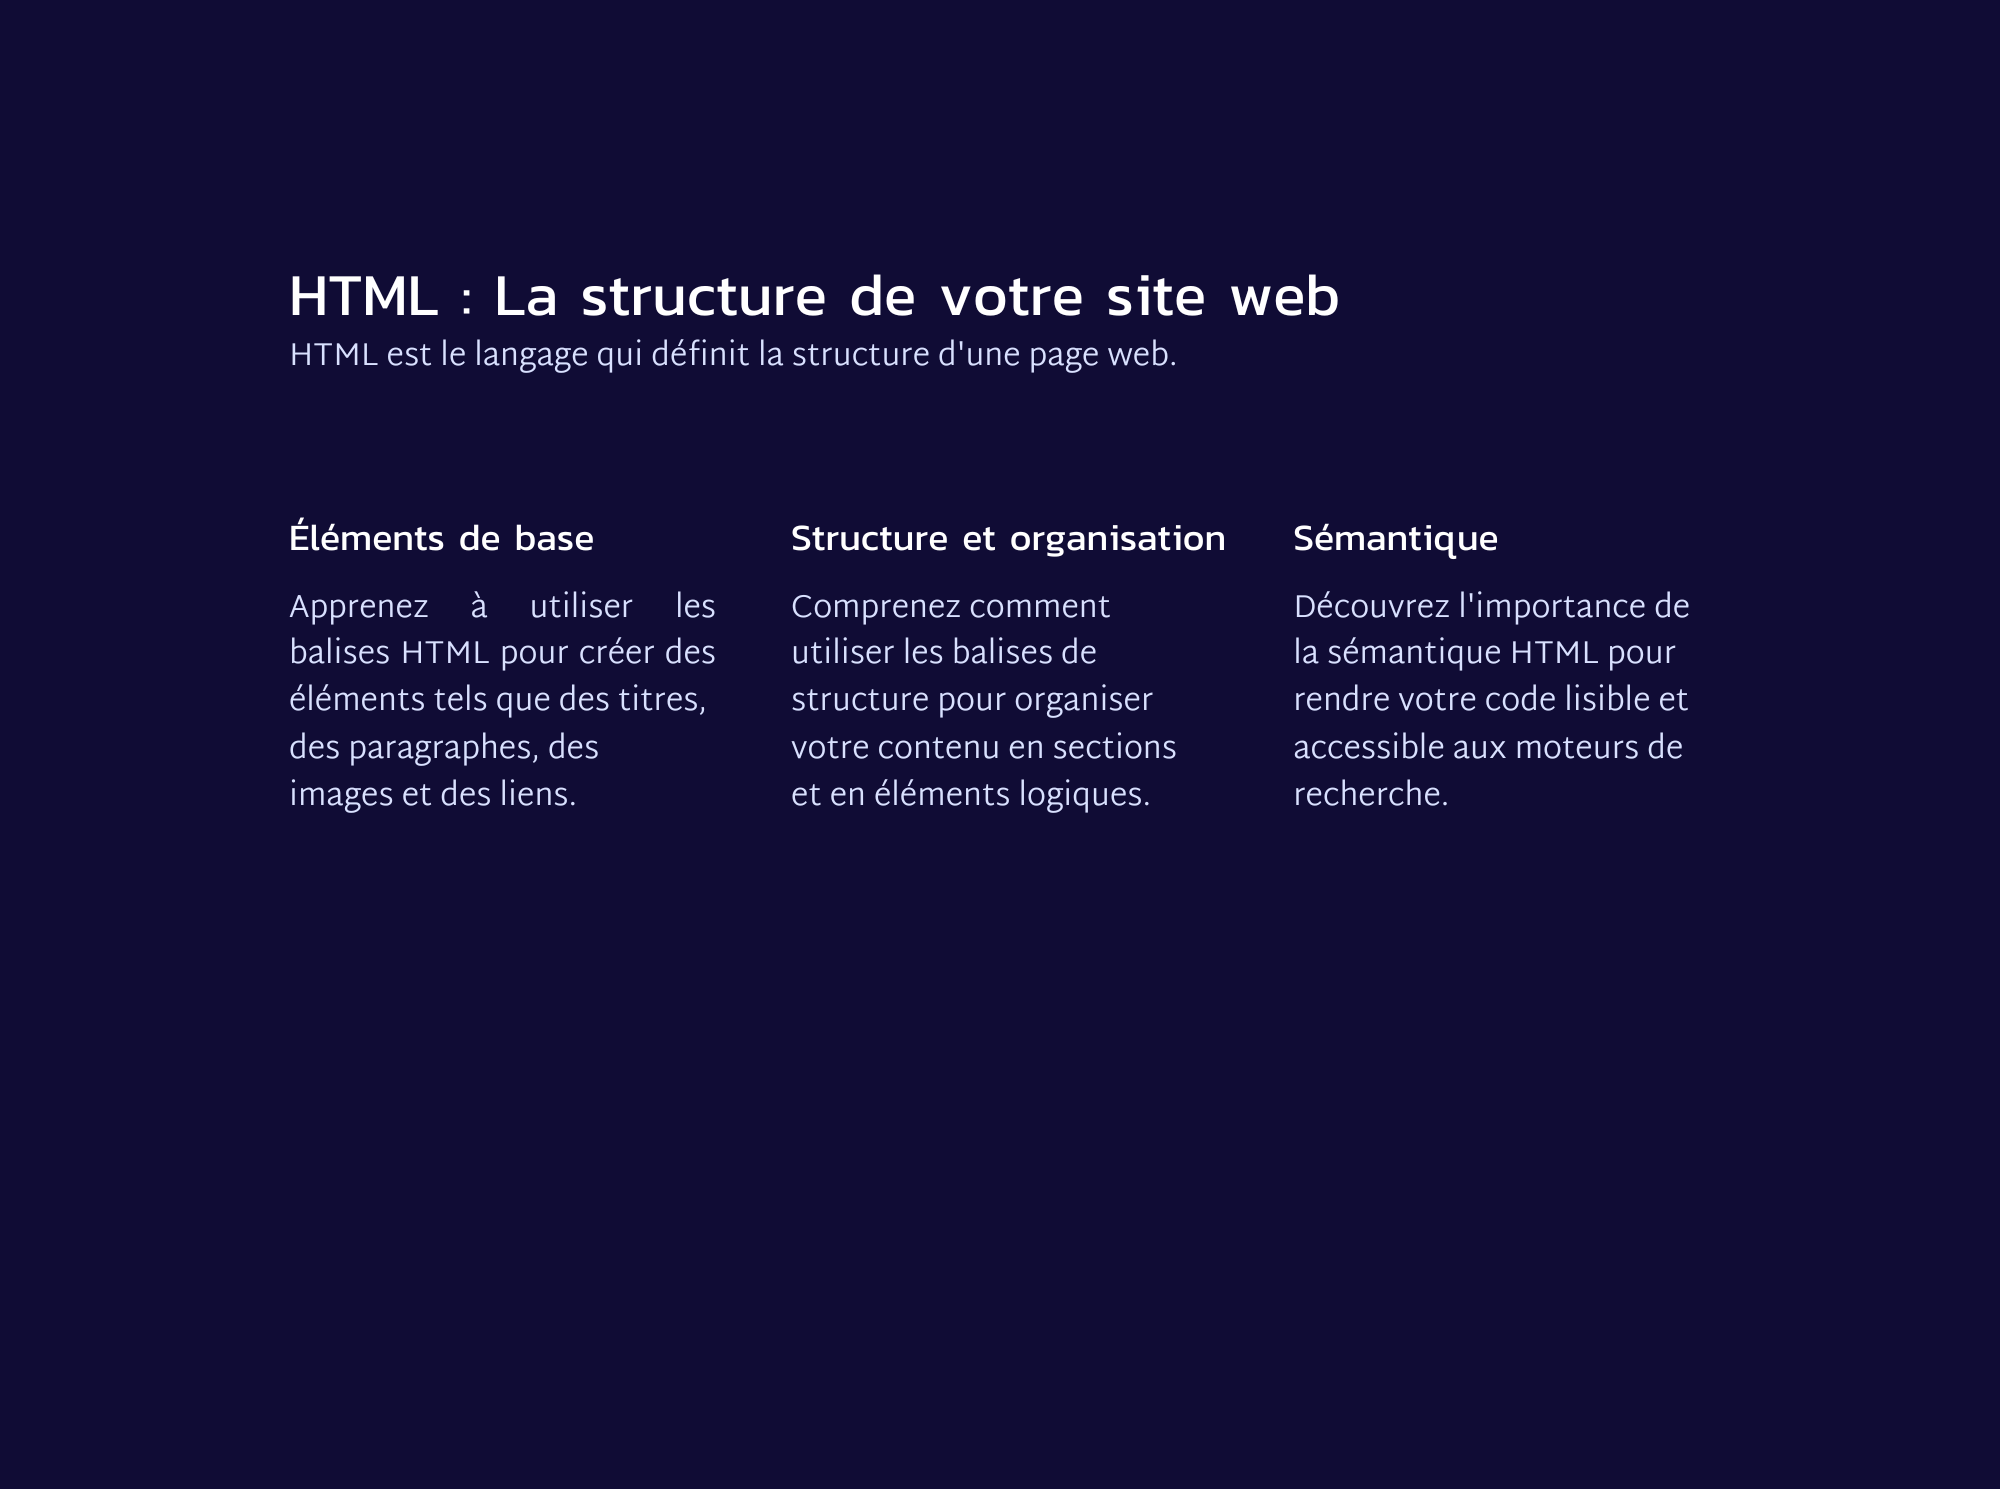 HTML : La structure de votre site web
HTML est le langage qui définit la structure d'une page web.
Éléments de base
Apprenez à utiliser les
balises HTML pour créer des
éléments tels que des titres,
des paragraphes, des
images et des liens.
Structure et organisation
Comprenez comment
utiliser les balises de
structure pour organiser
votre contenu en sections
et en éléments logiques.
Sémantique
Découvrez l'importance de
la sémantique HTML pour
rendre votre code lisible et
accessible aux moteurs de
recherche.